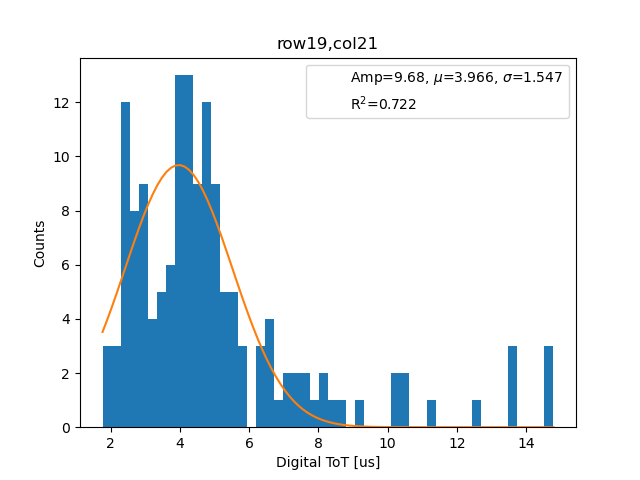 row19,col21
Amp=9.68, μ=3.966, σ=1.547
R²=0.722
12
10
8
6
4
2
0
Counts
2 4 6 8 10 12 14
Digital ToT [us]